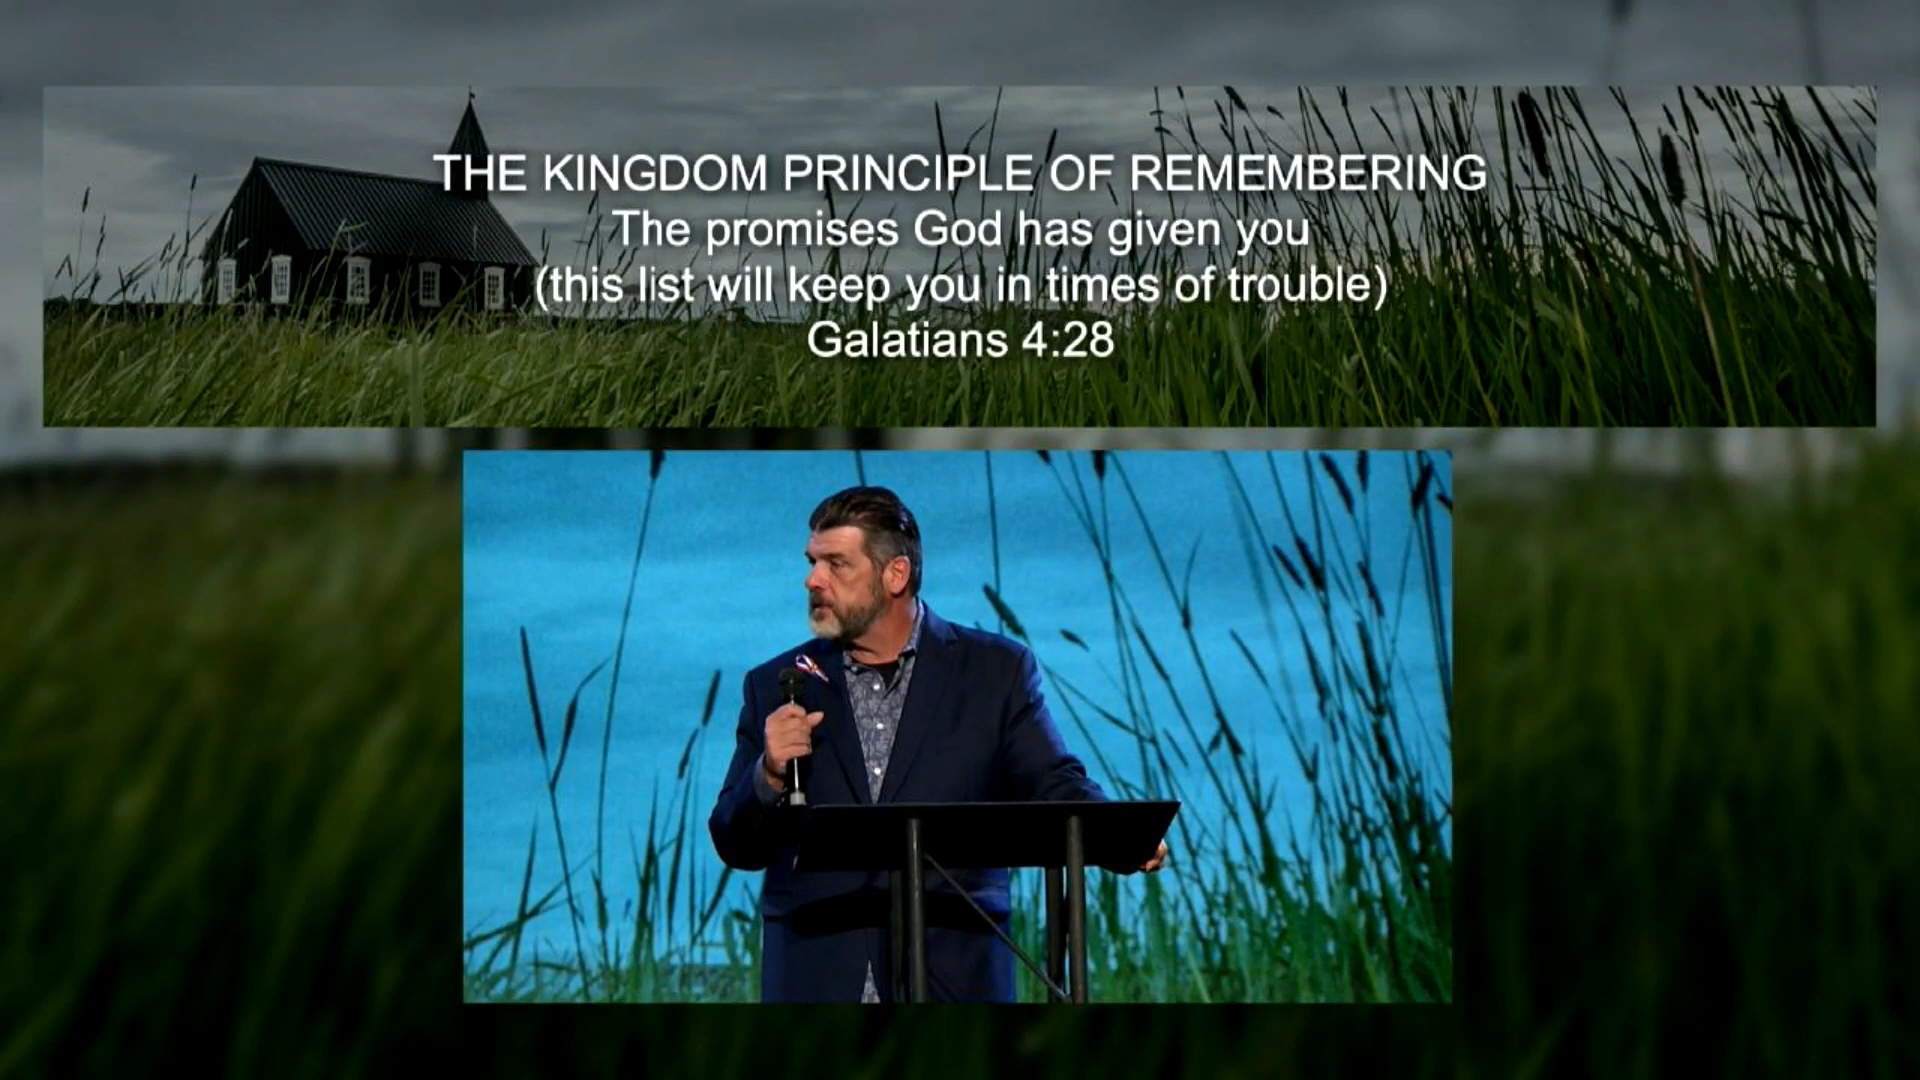 THE KINGDOM PRINCIPLE OF REMEMBERING
The promises God has given you
(this list will keep you in times of trouble)
Galatians 4:28